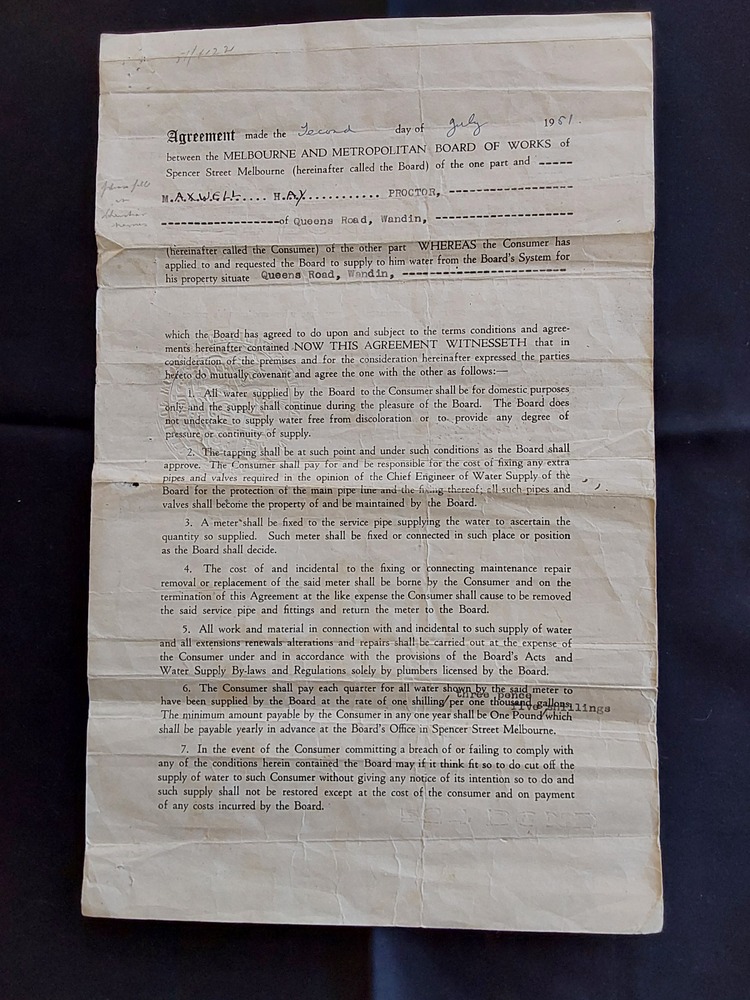 51/6122
Agreement made the Second day of July 1951.
between the MELBOURNE AND METROPOLITAN BOARD OF WORKS of
Spencer Street Melbourne (hereinafter called the Board) of the one part and -----
MAXWELL HAY PROCTOR, --------------------
--------------------of Queens Road, Wandin, --------------------
(hereinafter called the Consumer) of the other part WHEREAS the Consumer has
applied to and requested the Board to supply to him water from the Board's System for
his property situate Queens Road, Wandin, --------------------
which the Board has agreed to do upon and subject to the terms conditions and agree-
ments hereinafter contained NOW THIS AGREEMENT WITNESSETH that in
consideration of the premises and for the consideration hereinafter expressed the parties
hereto do mutually covenant and agree the one with the other as follows:—
1. All water supplied by the Board to the Consumer shall be for domestic purposes
only and the supply shall continue during the pleasure of the Board. The Board does
not undertake to supply water free from discoloration or to provide any degree of
pressure or continuity of supply.
2. The tapping shall be at such point and under such conditions as the Board shall
approve. The Consumer shall pay for and be responsible for the cost of fixing any extra
pipes and valves required in the opinion of the Chief Engineer of Water Supply of the
Board for the protection of the main pipe line and the fixing thereof; all such pipes and
valves shall become the property of and be maintained by the Board.
3. A meter shall be fixed to the service pipe supplying the water to ascertain the
quantity so supplied. Such meter shall be fixed or connected in such place or position
as the Board shall decide.
4. The cost of and incidental to the fixing or connecting maintenance repair
removal or replacement of the said meter shall be borne by the Consumer and on the
termination of this Agreement at the like expense the Consumer shall cause to be removed
the said service pipe and fittings and return the meter to the Board.
5. All work and material in connection with and incidental to such supply of water
and all extensions renewals alterations and repairs shall be carried out at the expense of
the Consumer under and in accordance with the provisions of the Board's Acts and
Water Supply By-laws and Regulations solely by plumbers licensed by the Board.
6. The Consumer shall pay each quarter for all water shown by the said meter to
three pence
have been supplied by the Board at the rate of one shilling/per one thousand gallons.
five shillings
The minimum amount payable by the Consumer in any one year shall be One Pound/which
shall be payable yearly in advance at the Board's Office in Spencer Street Melbourne.
7. In the event of the Consumer committing a breach of or failing to comply with
any of the conditions herein contained the Board may if it think fit so to do cut off the
supply of water to such Consumer without giving any notice of its intention so to do and
such supply shall not be restored except at the cost of the consumer and on payment
of any costs incurred by the Board.